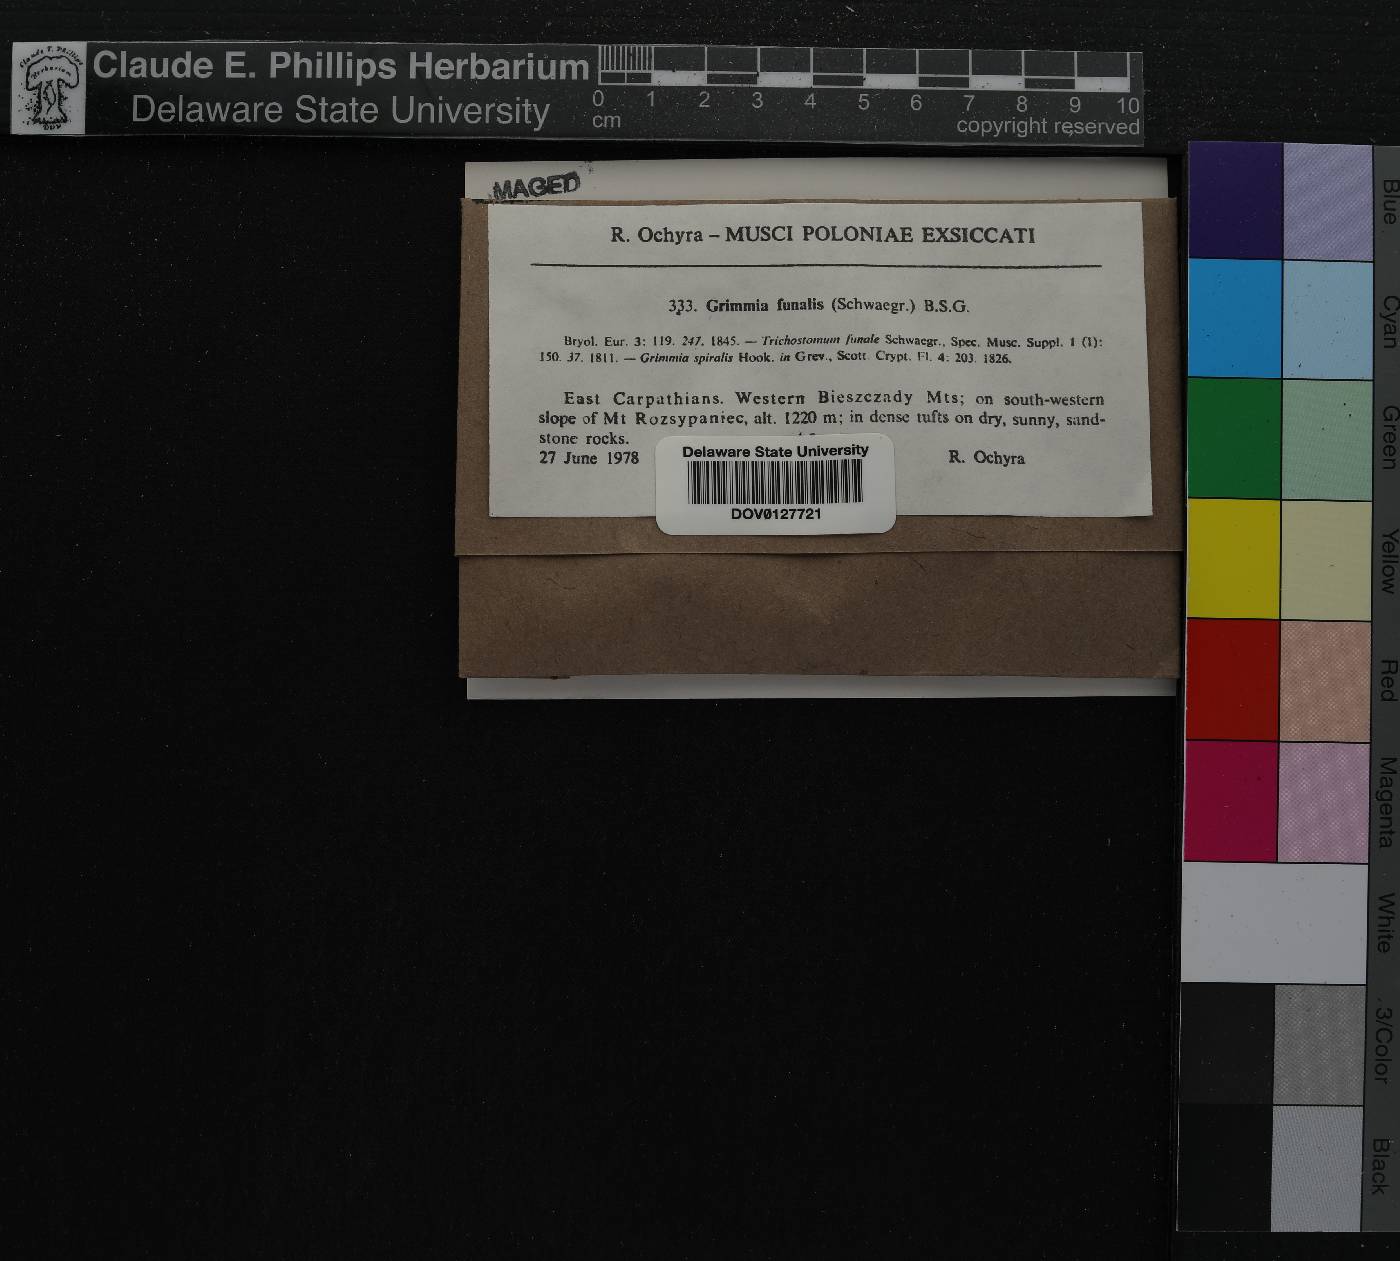 Claude E. Phillips Herbarium
Delaware State University
0 1 2 3 4 5 6 7 8 9 10
cm
copyright reserved
MAGED
R. Ochyra – MUSCI POLONIAE EXSICCATI
333. Grimmia funalis (Schwaegr.) B.S.G.
Bryol. Eur. 3: 119. 247. 1845. — Trichostomum funale Schwaegr., Spec. Musc. Suppl. 1 (1):
150. 37. 1811. — Grimmia spiralis Hook. in Grev., Scott. Crypt. Fl. 4: 203. 1826.
East Carpathians. Western Bieszczady Mts; on south-western
slope of Mt Rozsypaniec, alt. 1220 m; in dense tufts on dry, sunny, sand-
stone rocks.
27 June 1978 R. Ochyra
Delaware State University
DOV0127721
Blue
Cyan
Green
Yellow
Red
Magenta
White
.3/Color
Black